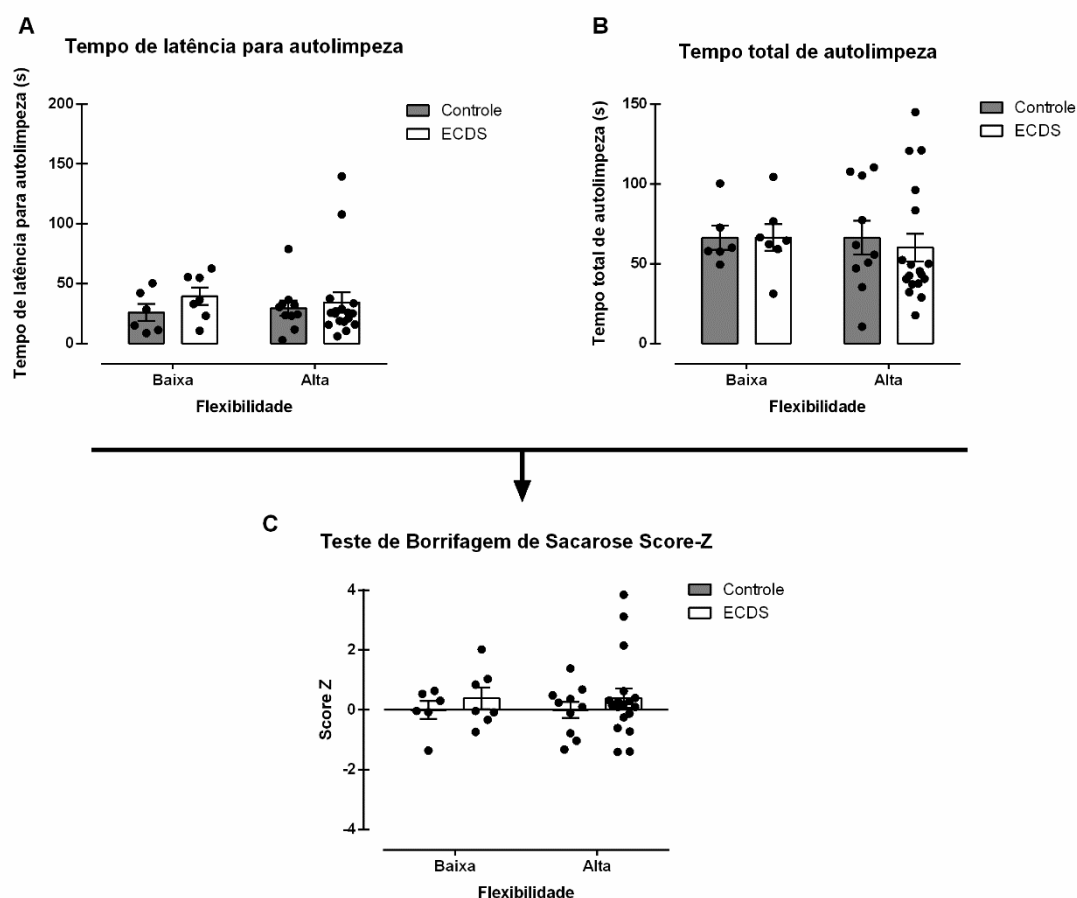 A
Tempo de latência para autolimpeza
Tempo de latência para autolimpeza (s)
200
150
100
50
0
Controle
ECDS
Baixa
Alta
Flexibilidade
B
Tempo total de autolimpeza
Tempo total de autolimpeza (s)
150
100
50
0
Controle
ECDS
Baixa
Alta
Flexibilidade
C
Teste de Borrifagem de Sacarose Score-Z
Score Z
4
2
0
-2
-4
Controle
ECDS
Baixa
Alta
Flexibilidade